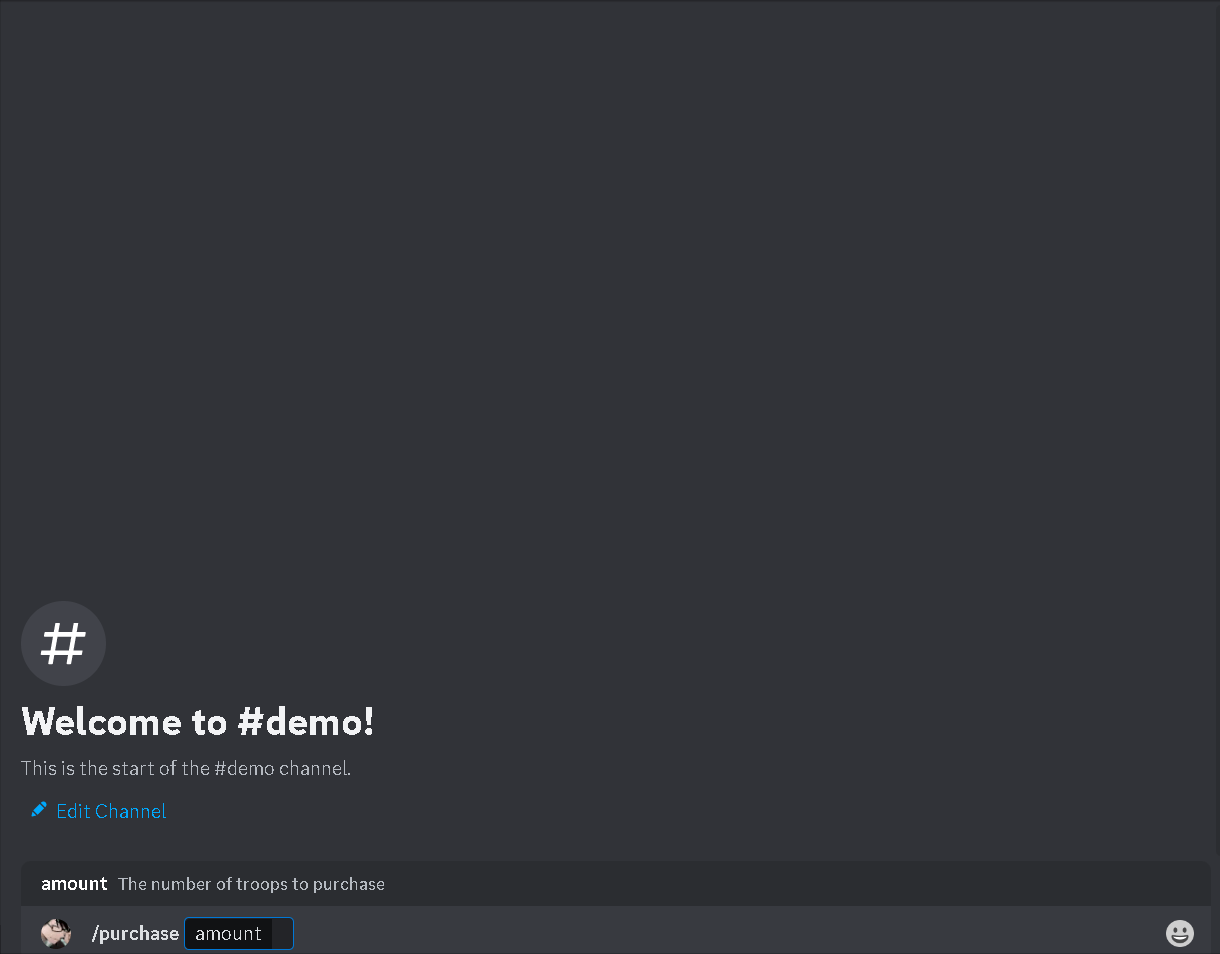 #
Welcome to #demo!
This is the start of the #demo channel.
Edit Channel
amount The number of troops to purchase
/purchase amount